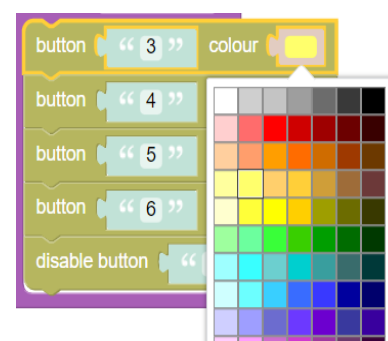 button “ 3 ” colour
button “ 4 ”
button “ 5 ”
button “ 6 ”
disable button “